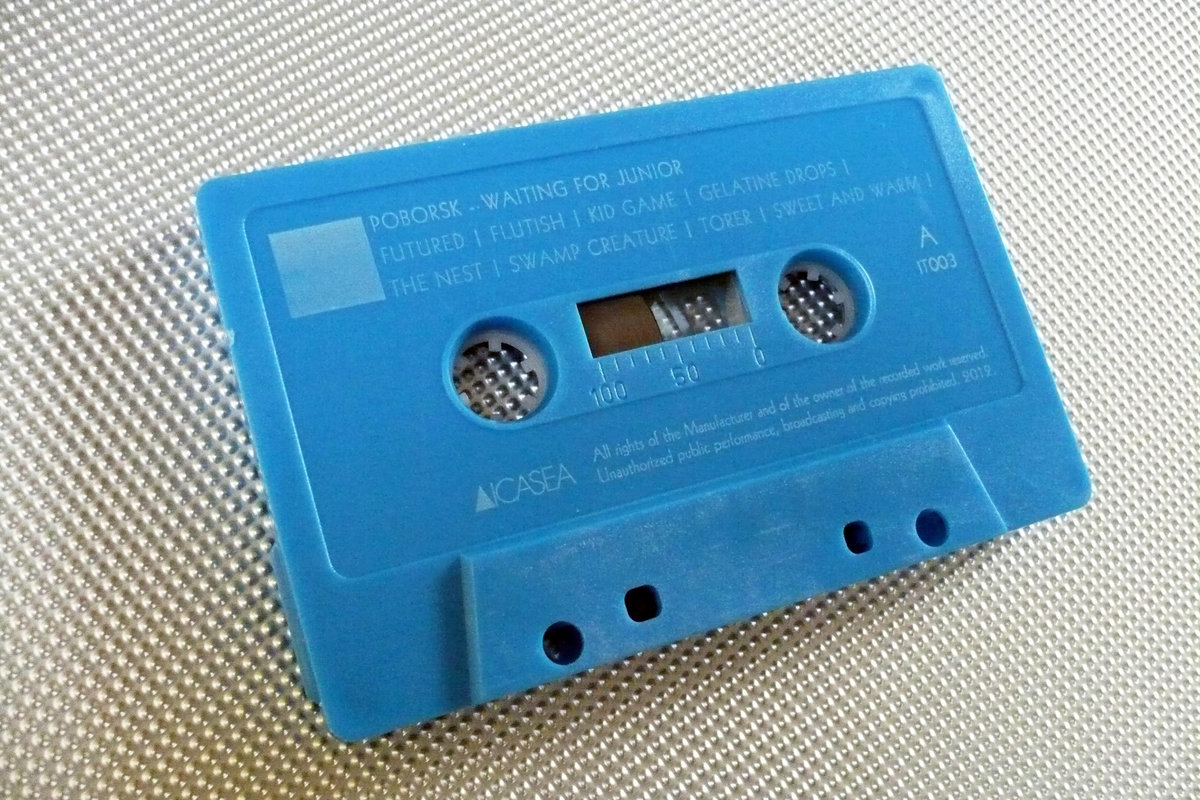 POBORSK - WAITING FOR JUNIOR
FUTURED | FLUTISH | KID GAME | GELATINE DROPS |
THE NEST | SWAMP CREATURE | TORER | SWEET AND WARM |
A
IT003
100 50 0
ICASEA
All rights of the Manufacturer and of the owner of the recorded work reserved.
Unauthorized public performance, broadcasting and copying prohibited. 2012.